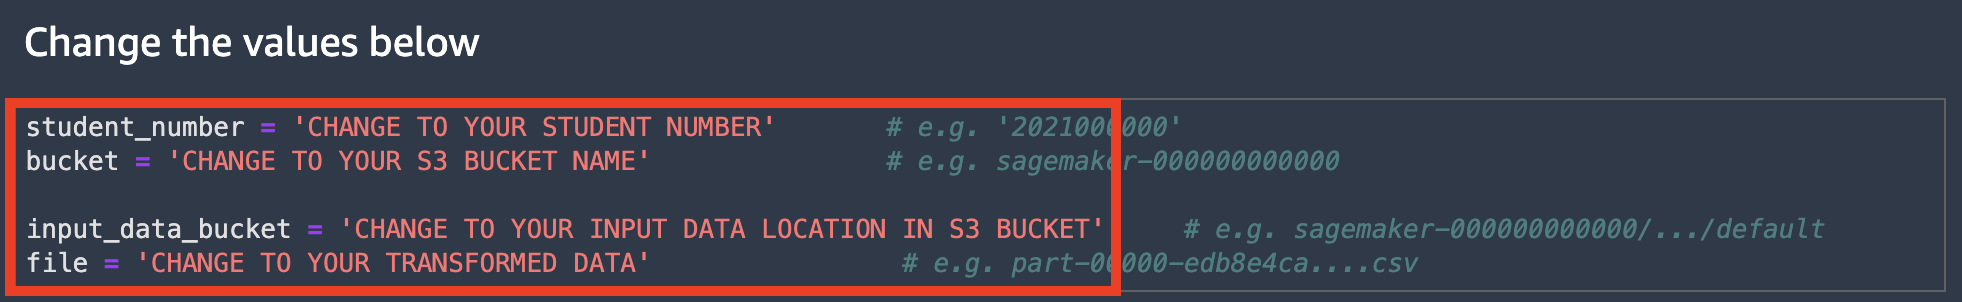 Change the values below
student_number = 'CHANGE TO YOUR STUDENT NUMBER' # e.g. '2021000000'
bucket = 'CHANGE TO YOUR S3 BUCKET NAME' # e.g. sagemaker-000000000000
input_data_bucket = 'CHANGE TO YOUR INPUT DATA LOCATION IN S3 BUCKET' # e.g. sagemaker-000000000000/.../default
file = 'CHANGE TO YOUR TRANSFORMED DATA' # e.g. part-00000-edb8e4ca....csv